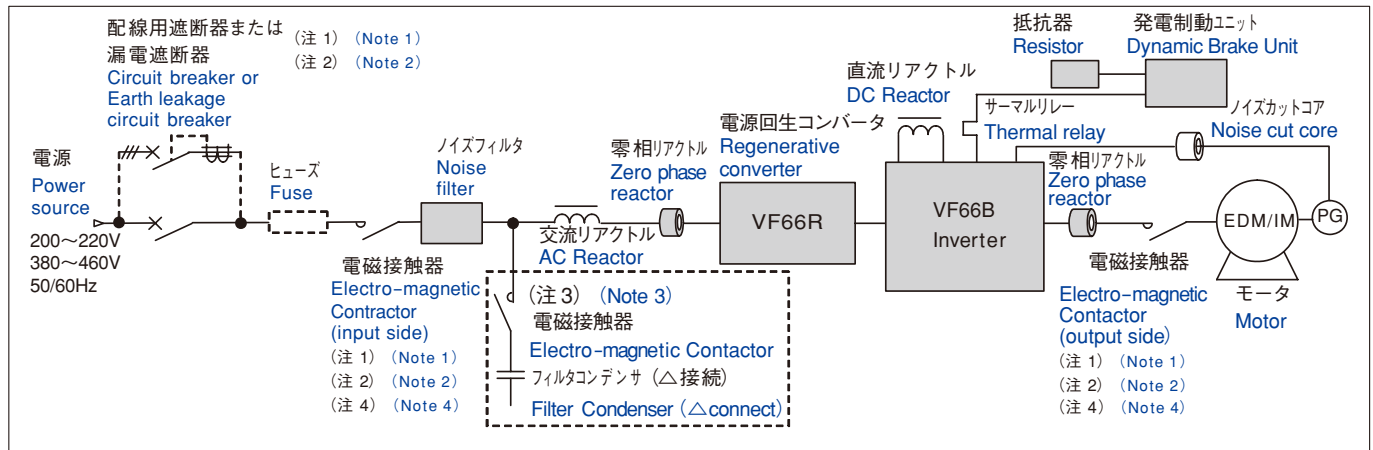 配線用遮断器または
漏電遮断器
(注 1) (Note 1)
(注 2) (Note 2)
Circuit breaker or
Earth leakage
circuit breaker
電源
Power
source
200～220V
380～460V
50/60Hz
ヒューズ
Fuse
電磁接触器
Electro-magnetic
Contractor
(input side)
(注 1) (Note 1)
(注 2) (Note 2)
(注 4) (Note 4)
ノイズフィルタ
Noise
filter
交流リアクトル
AC Reactor
(注 3) (Note 3)
電磁接触器
Electro-magnetic Contactor
フィルタコンデンサ (△接続)
Filter Condenser (△connect)
零相リアクトル
Zero phase
reactor
電源回生コンバータ
Regenerative
converter
VF66R
直流リアクトル
DC Reactor
VF66B
Inverter
抵抗器
Resistor
発電制動ユニット
Dynamic Brake Unit
サーマルリレー
Thermal relay
ノイズカットコア
Noise cut core
零相リアクトル
Zero phase
reactor
電磁接触器
Electro-magnetic
Contactor
(output side)
(注 1) (Note 1)
(注 2) (Note 2)
(注 4) (Note 4)
EDM/IM
PG
モータ
Motor